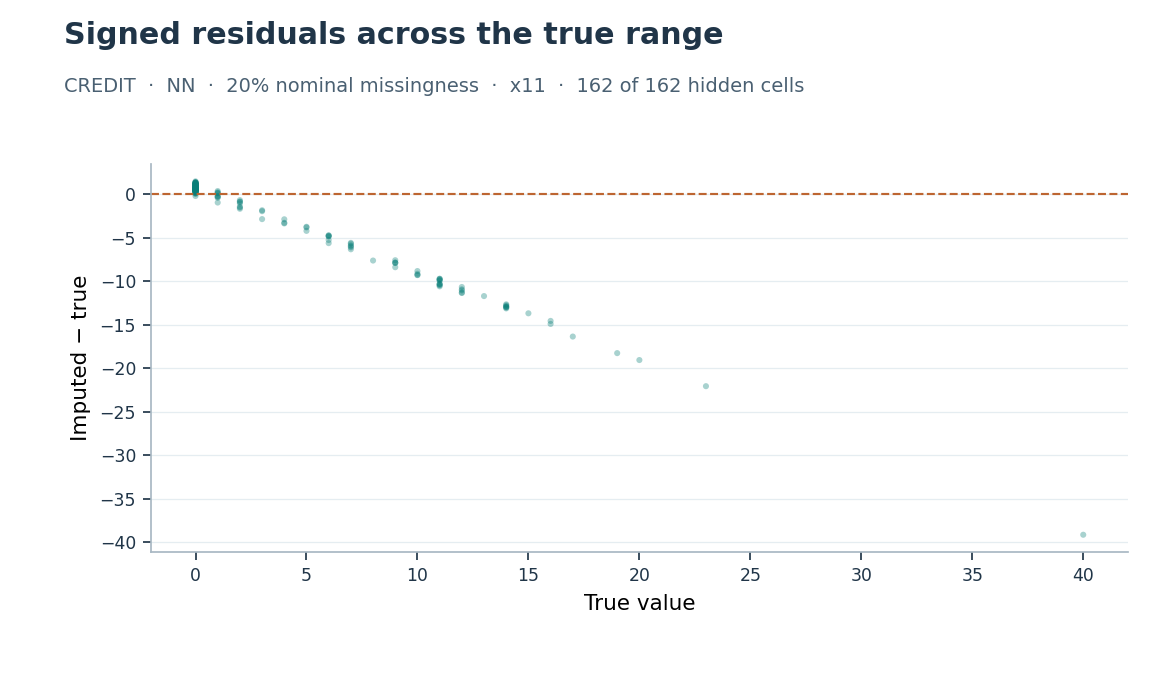 Signed residuals across the true range
CREDIT · NN · 20% nominal missingness · x11 · 162 of 162 hidden cells
Imputed − true
0
−5
−10
−15
−20
−25
−30
−35
−40
0 5 10 15 20 25 30 35 40
True value